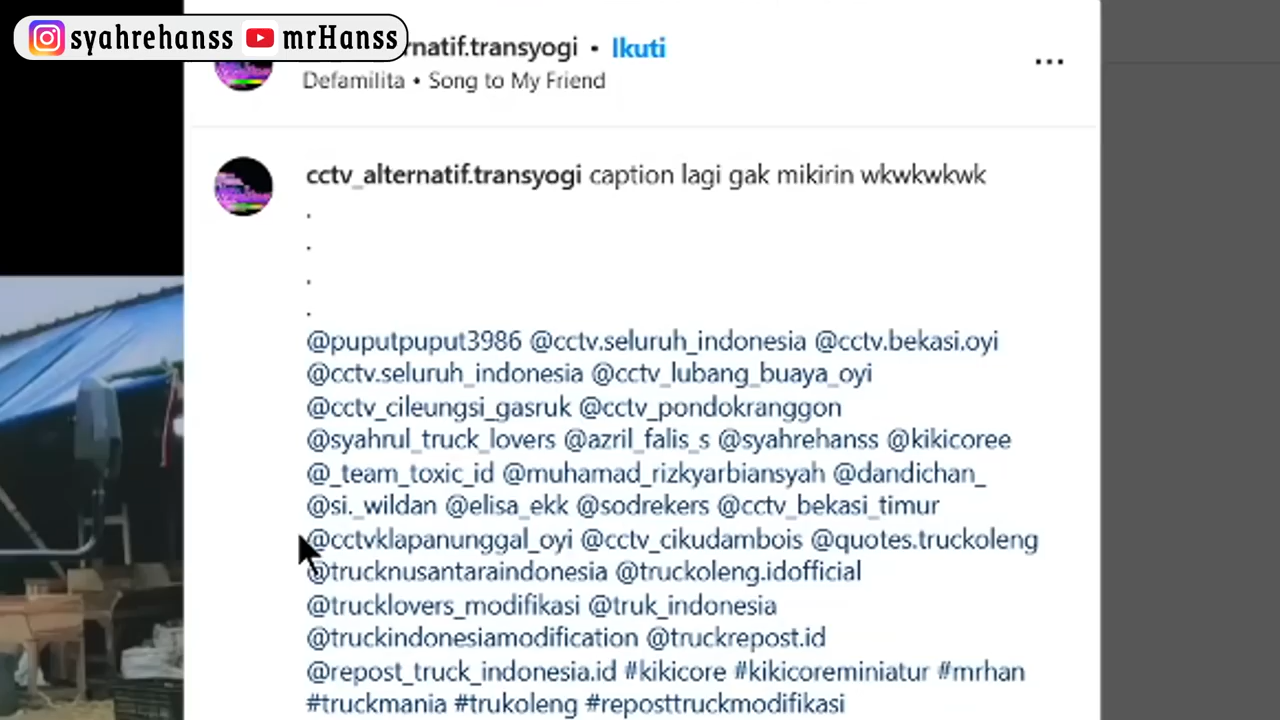 syahrehanss mrHanss
rnatif.transyogi • Ikuti
Defamilita • Song to My Friend
cctv_alternatif.transyogi caption lagi gak mikirin wkwkwkwk
.
.
.
.
@puputpuput3986 @cctv.seluruh_indonesia @cctv.bekasi.oyi
@cctv.seluruh_indonesia @cctv_lubang_buaya_oyi
@cctv_cileungsi_gasruk @cctv_pondokranggon
@syahrul_truck_lovers @azril_falis_s @syahrehanss @kikicoree
@_team_toxic_id @muhamad_rizkyarbiansyah @dandichan_
@si._wildan @elisa_ekk @sodrekers @cctv_bekasi_timur
@cctvklapanunggal_oyi @cctv_cikudambois @quotes.truckoleng
@trucknusantaraindonesia @truckoleng.idofficial
@trucklovers_modifikasi @truk_indonesia
@truckindonesiamodification @truckrepost.id
@repost_truck_indonesia.id #kikicore #kikicoreminiatur #mrhan
#truckmania #trukoleng #reposttruckmodifikasi